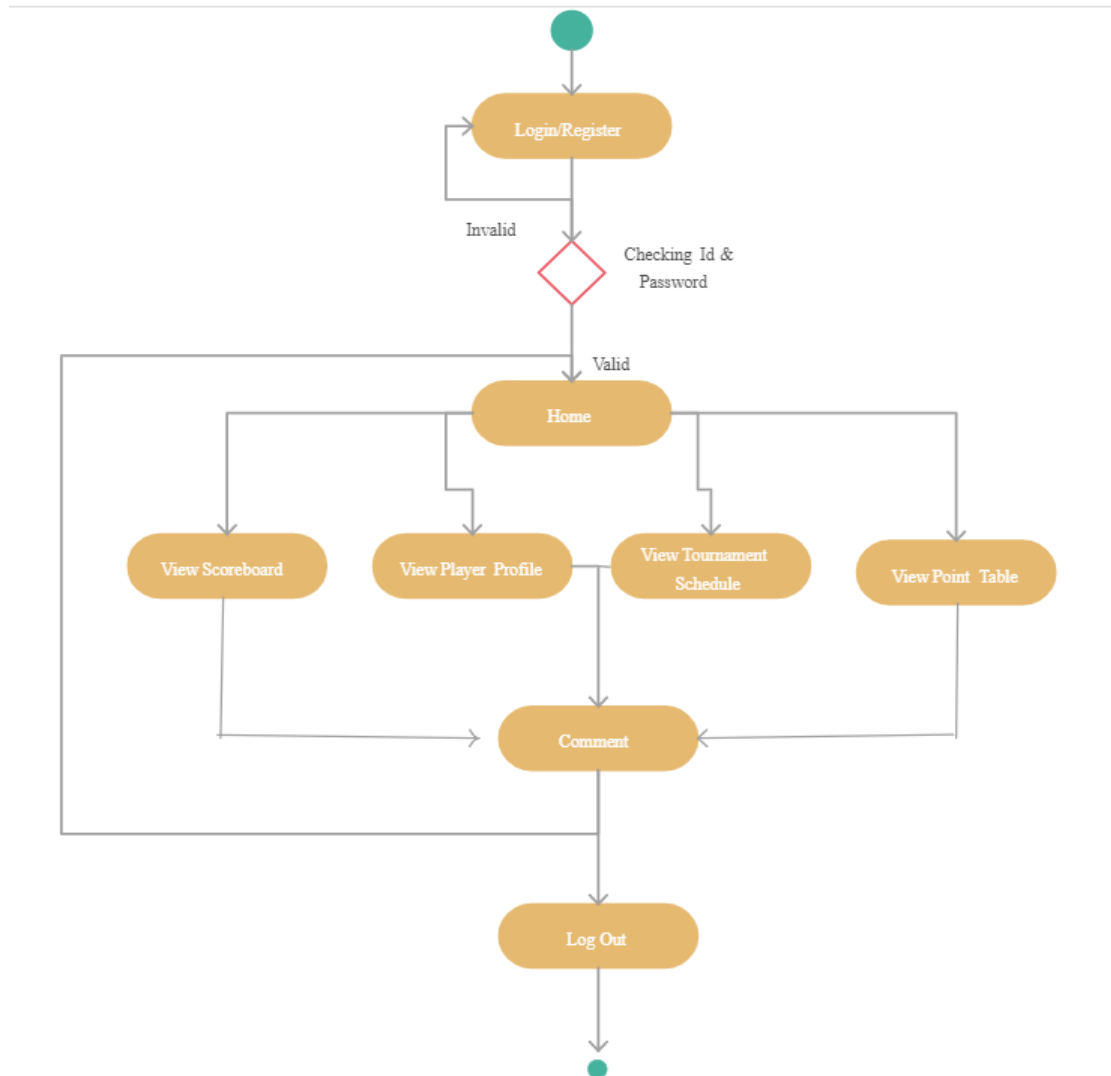 Login/Register
Invalid
Checking Id &
Password
Valid
Home
View Scoreboard
View Player Profile
View Tournament
Schedule
View Point Table
Comment
Log Out